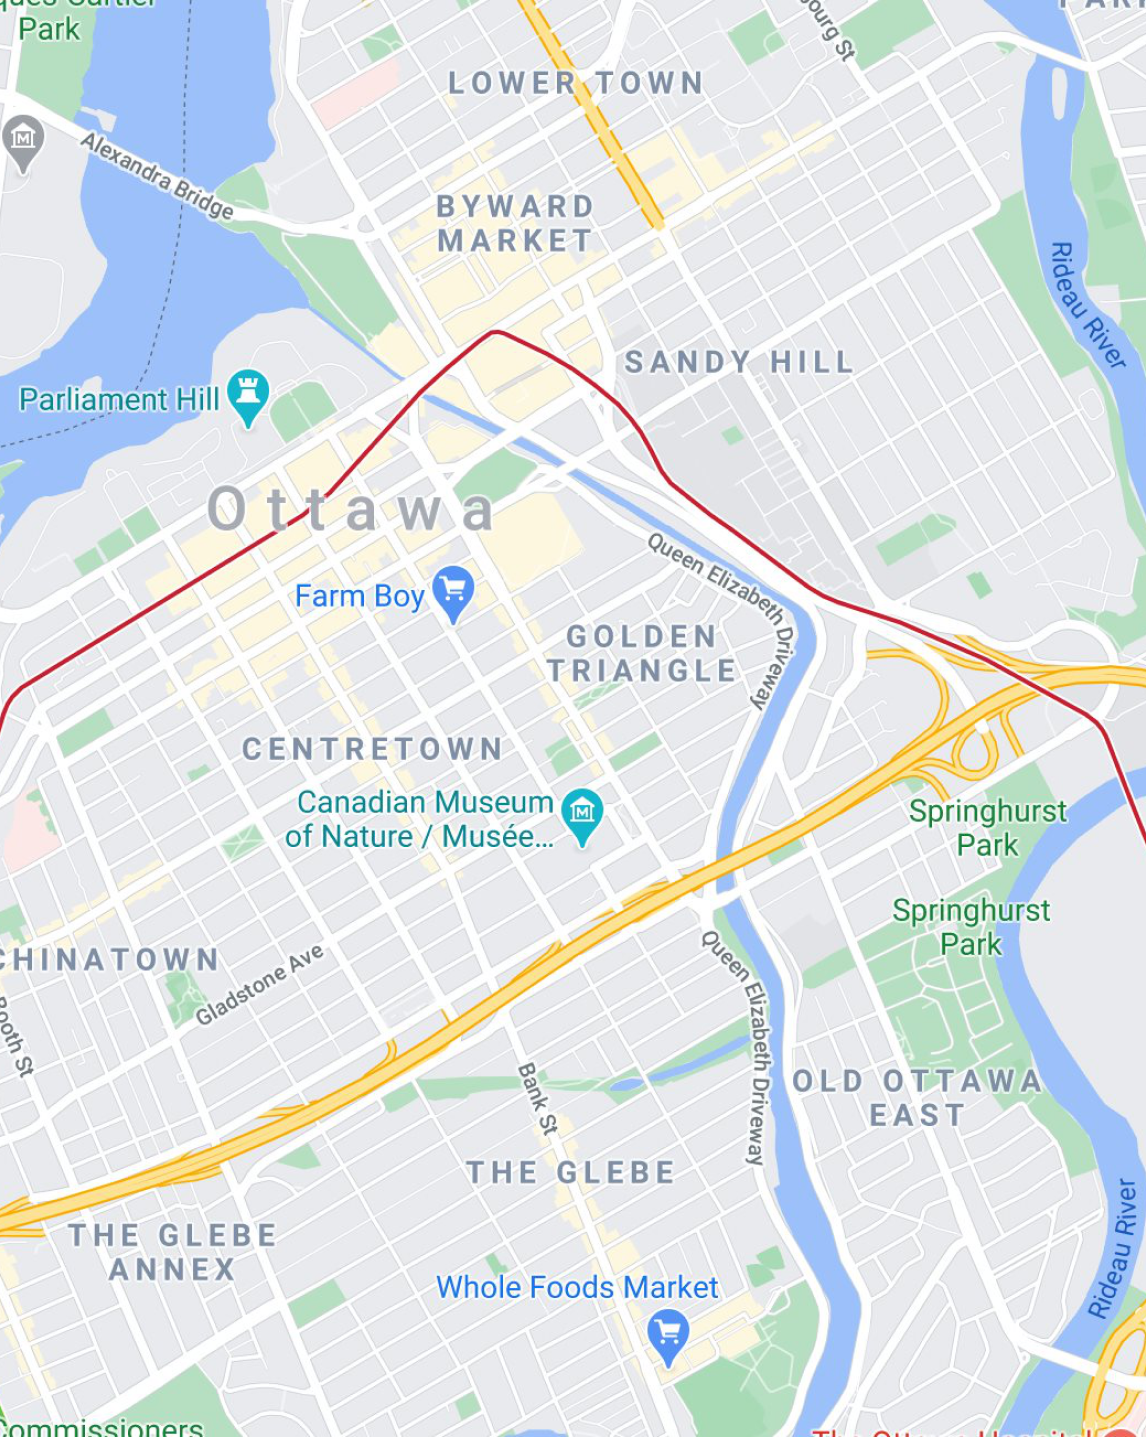 Park
LOWER TOWN
Alexandra Bridge
BYWARD
MARKET
Rideau River
SANDY HILL
Parliament Hill
Ottawa
Queen Elizabeth Driveway
Farm Boy
GOLDEN
TRIANGLE
CENTRETOWN
Canadian Museum
of Nature / Musée...
Springhurst
Park
Springhurst
Park
CHINATOWN
Gladstone Ave
Queen Elizabeth Driveway
Booth St
Bank St
OLD OTTAWA
EAST
THE GLEBE
THE GLEBE
ANNEX
Rideau River
Whole Foods Market
Commissioners